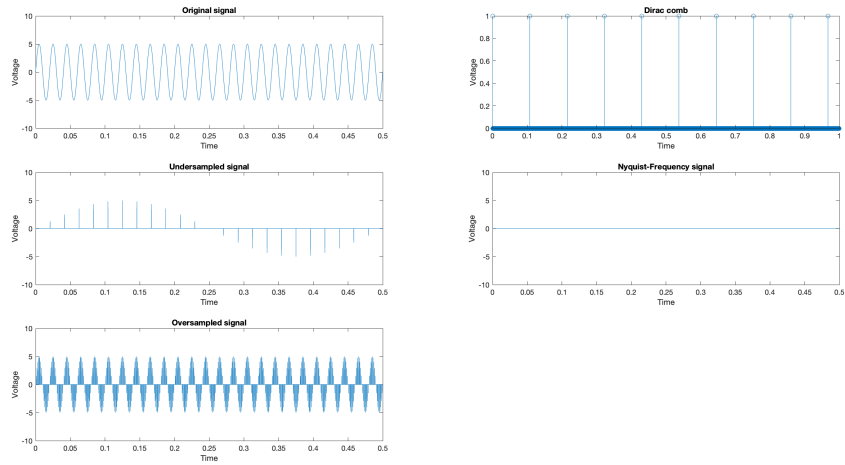 Original signal
10
5
0
-5
-10
Voltage
0 0.05 0.1 0.15 0.2 0.25 0.3 0.35 0.4 0.45 0.5
Time
Dirac comb
1
0.8
0.6
0.4
0.2
0
Voltage
0 0.1 0.2 0.3 0.4 0.5 0.6 0.7 0.8 0.9 1
Time
Undersampled signal
10
5
0
-5
-10
Voltage
0 0.05 0.1 0.15 0.2 0.25 0.3 0.35 0.4 0.45 0.5
Time
Nyquist-Frequency signal
10
5
0
-5
-10
Voltage
0 0.05 0.1 0.15 0.2 0.25 0.3 0.35 0.4 0.45 0.5
Time
Oversampled signal
10
5
0
-5
-10
Voltage
0 0.05 0.1 0.15 0.2 0.25 0.3 0.35 0.4 0.45 0.5
Time